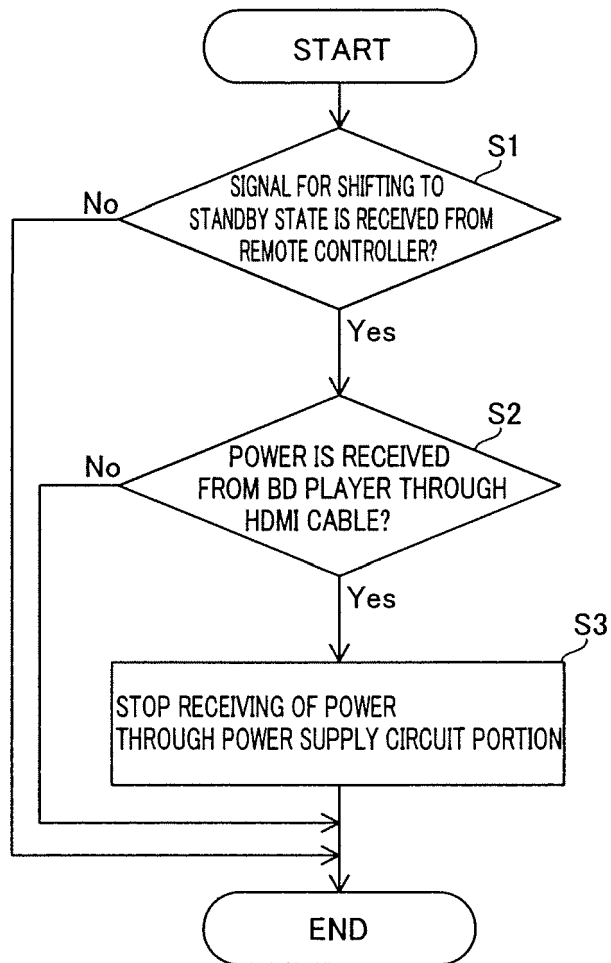 START
S1
SIGNAL FOR SHIFTING TO
STANDBY STATE IS RECEIVED FROM
REMOTE CONTROLLER?
No
Yes
S2
POWER IS RECEIVED
FROM BD PLAYER THROUGH
HDMI CABLE?
No
Yes
S3
STOP RECEIVING OF POWER
THROUGH POWER SUPPLY CIRCUIT PORTION
END